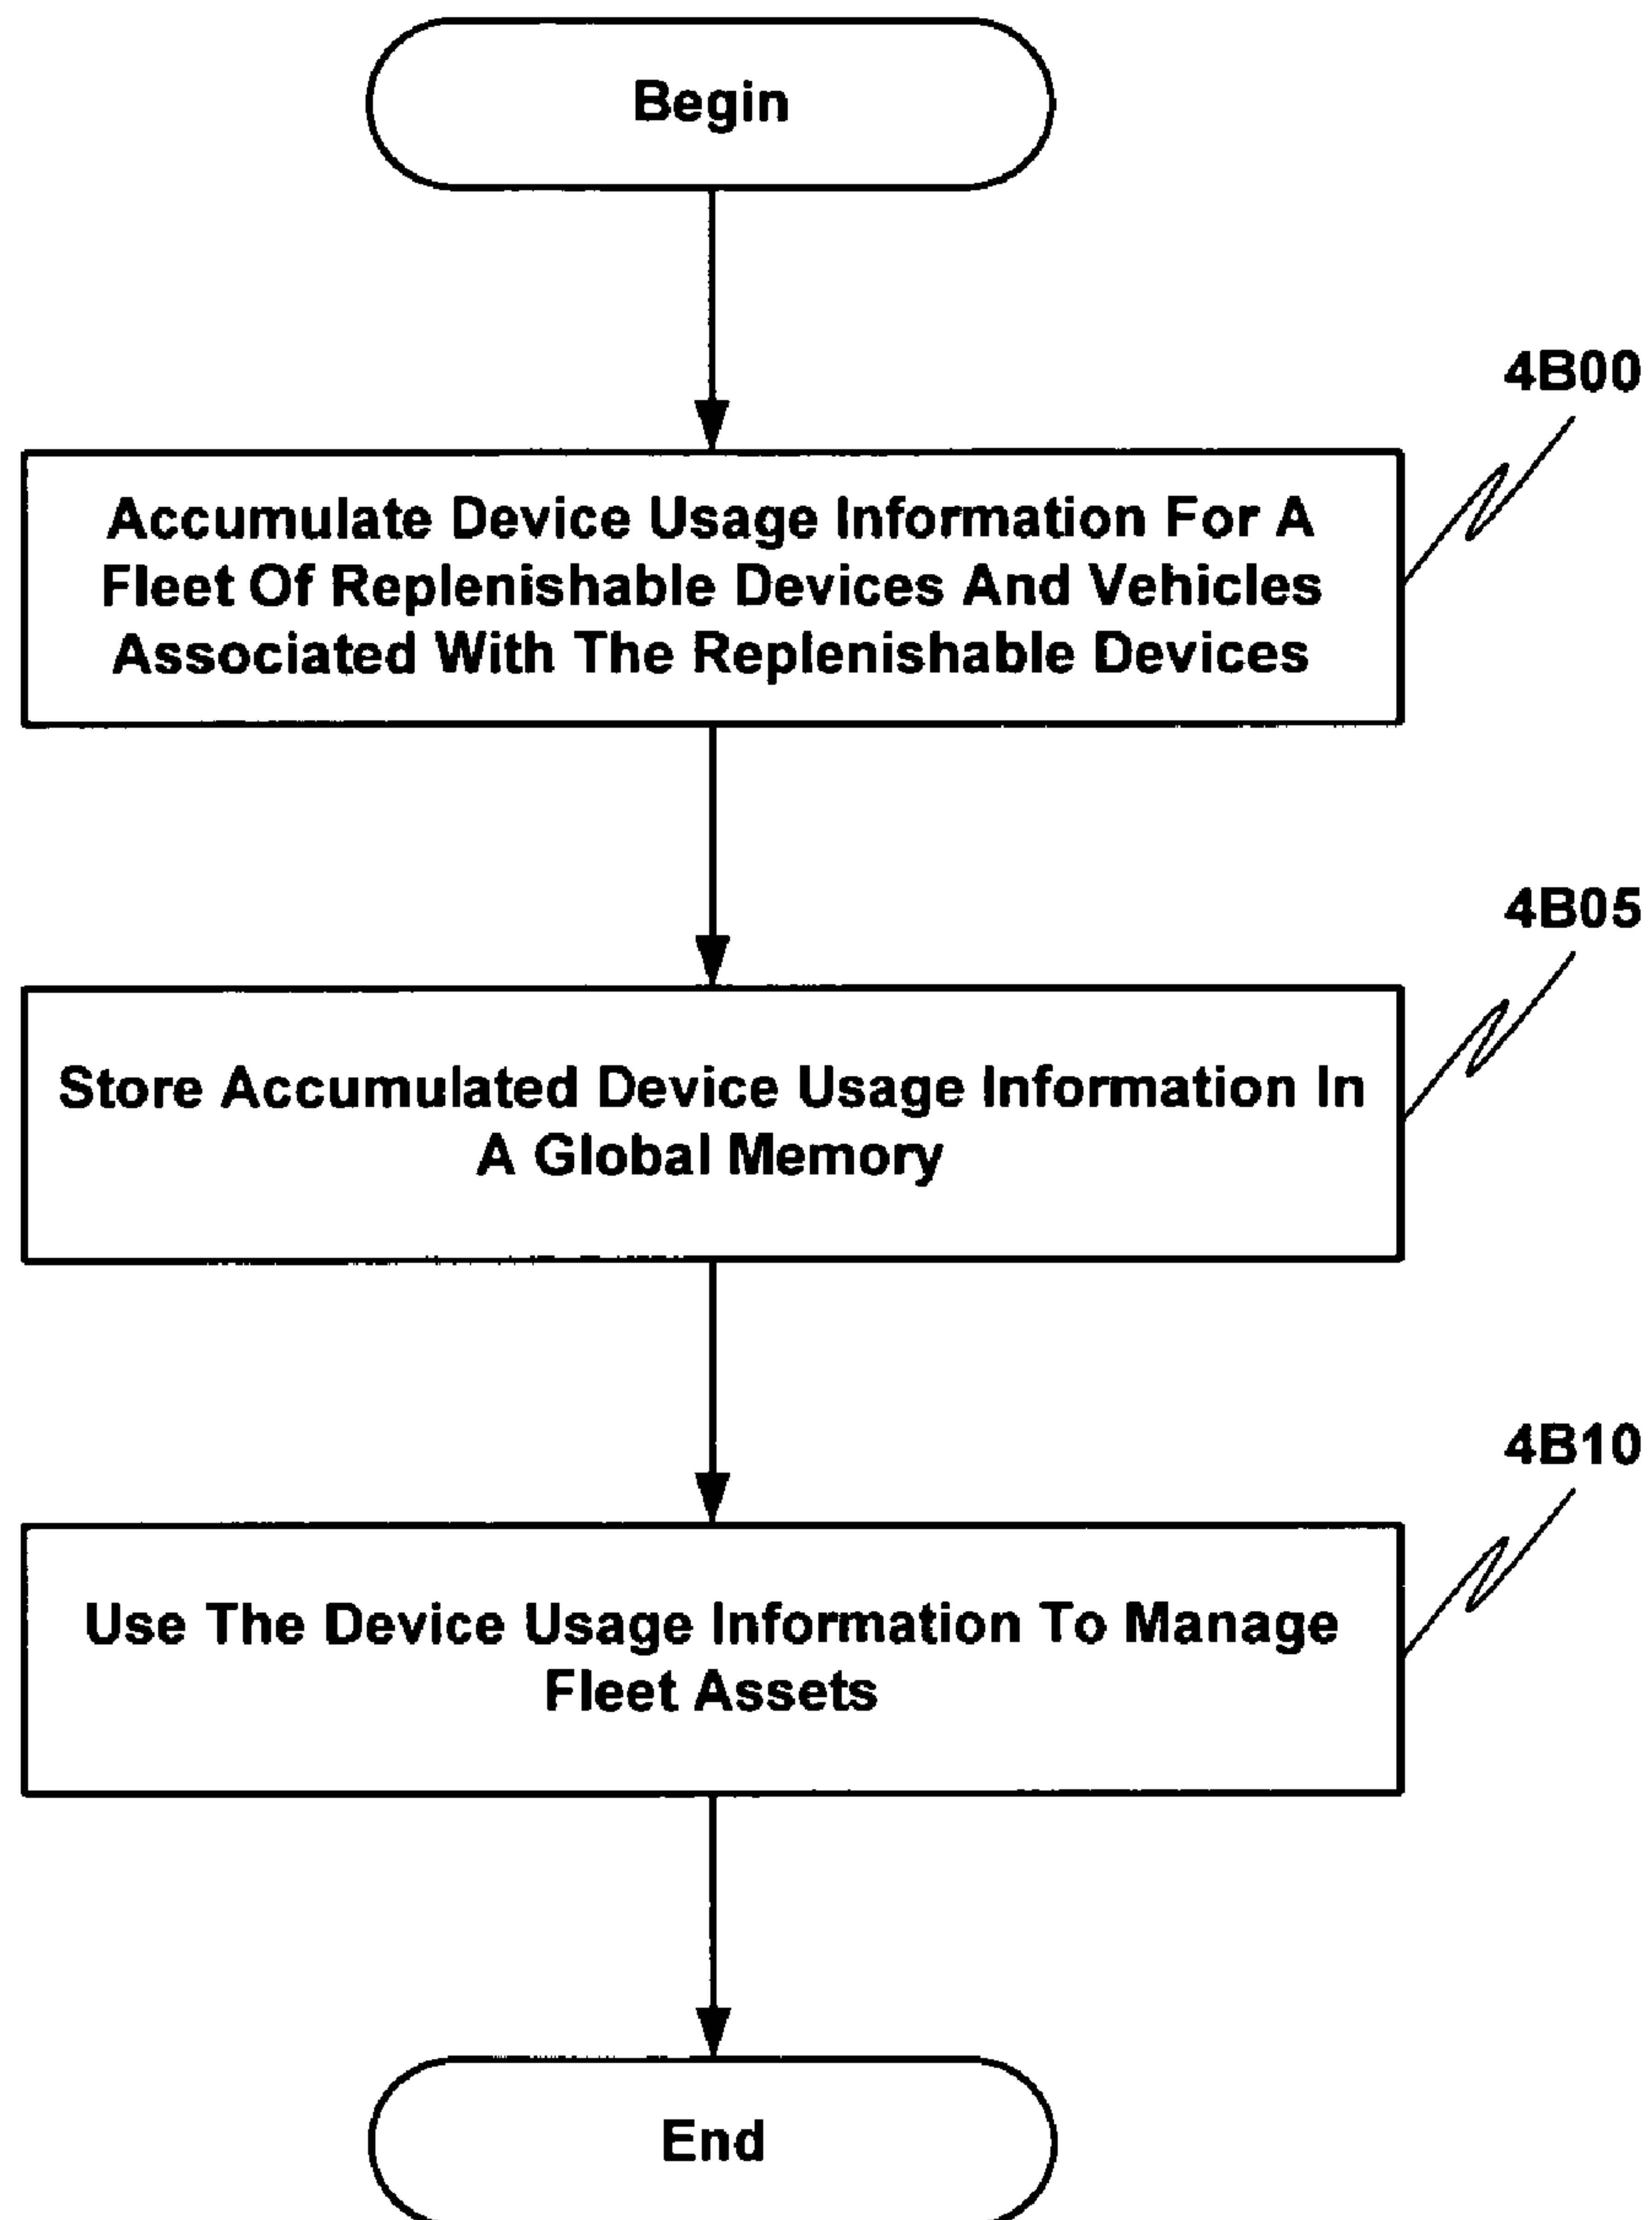 Begin
4B00
Accumulate Device Usage Information For A
Fleet Of Replenishable Devices And Vehicles
Associated With The Replenishable Devices
4B05
Store Accumulated Device Usage Information In
A Global Memory
4B10
Use The Device Usage Information To Manage
Fleet Assets
End